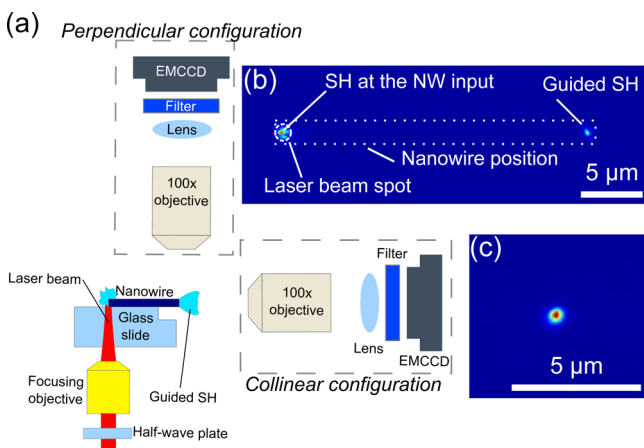 (a)
Perpendicular configuration
EMCCD
Filter
Lens
100x
objective
(b)
SH at the NW input
Guided SH
Nanowire position
Laser beam spot
5 µm
Laser beam
Nanowire
Glass
slide
Focusing
objective
Guided SH
Half-wave plate
100x
objective
Filter
Lens
EMCCD
Collinear configuration
(c)
5 µm